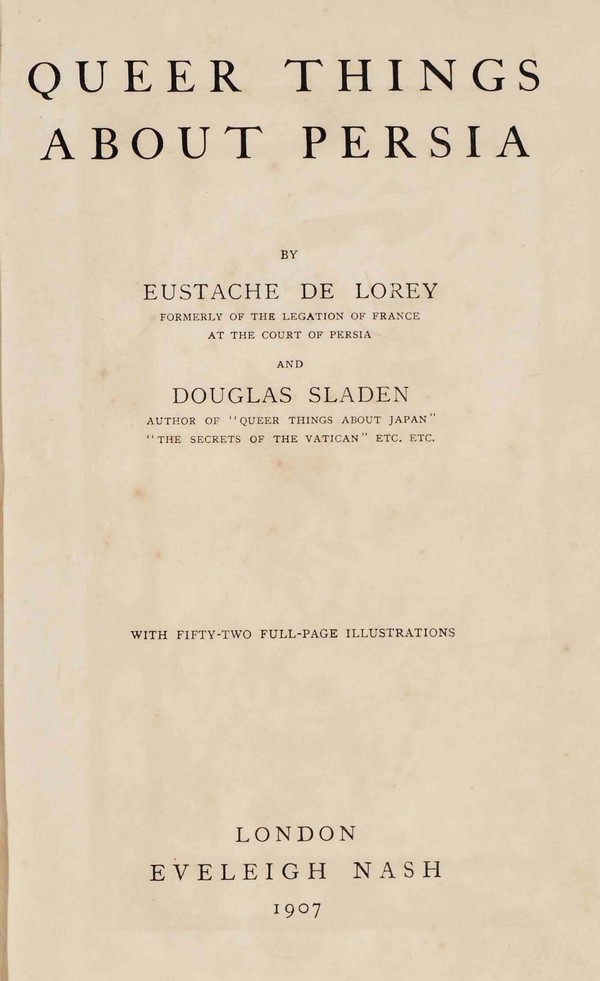 QUEER THINGS
ABOUT PERSIA
BY
EUSTACHE DE LOREY
FORMERLY OF THE LEGATION OF FRANCE
AT THE COURT OF PERSIA
AND
DOUGLAS SLADEN
AUTHOR OF "QUEER THINGS ABOUT JAPAN"
"THE SECRETS OF THE VATICAN" ETC. ETC.
WITH FIFTY-TWO FULL-PAGE ILLUSTRATIONS
LONDON
EVELEIGH NASH
1907